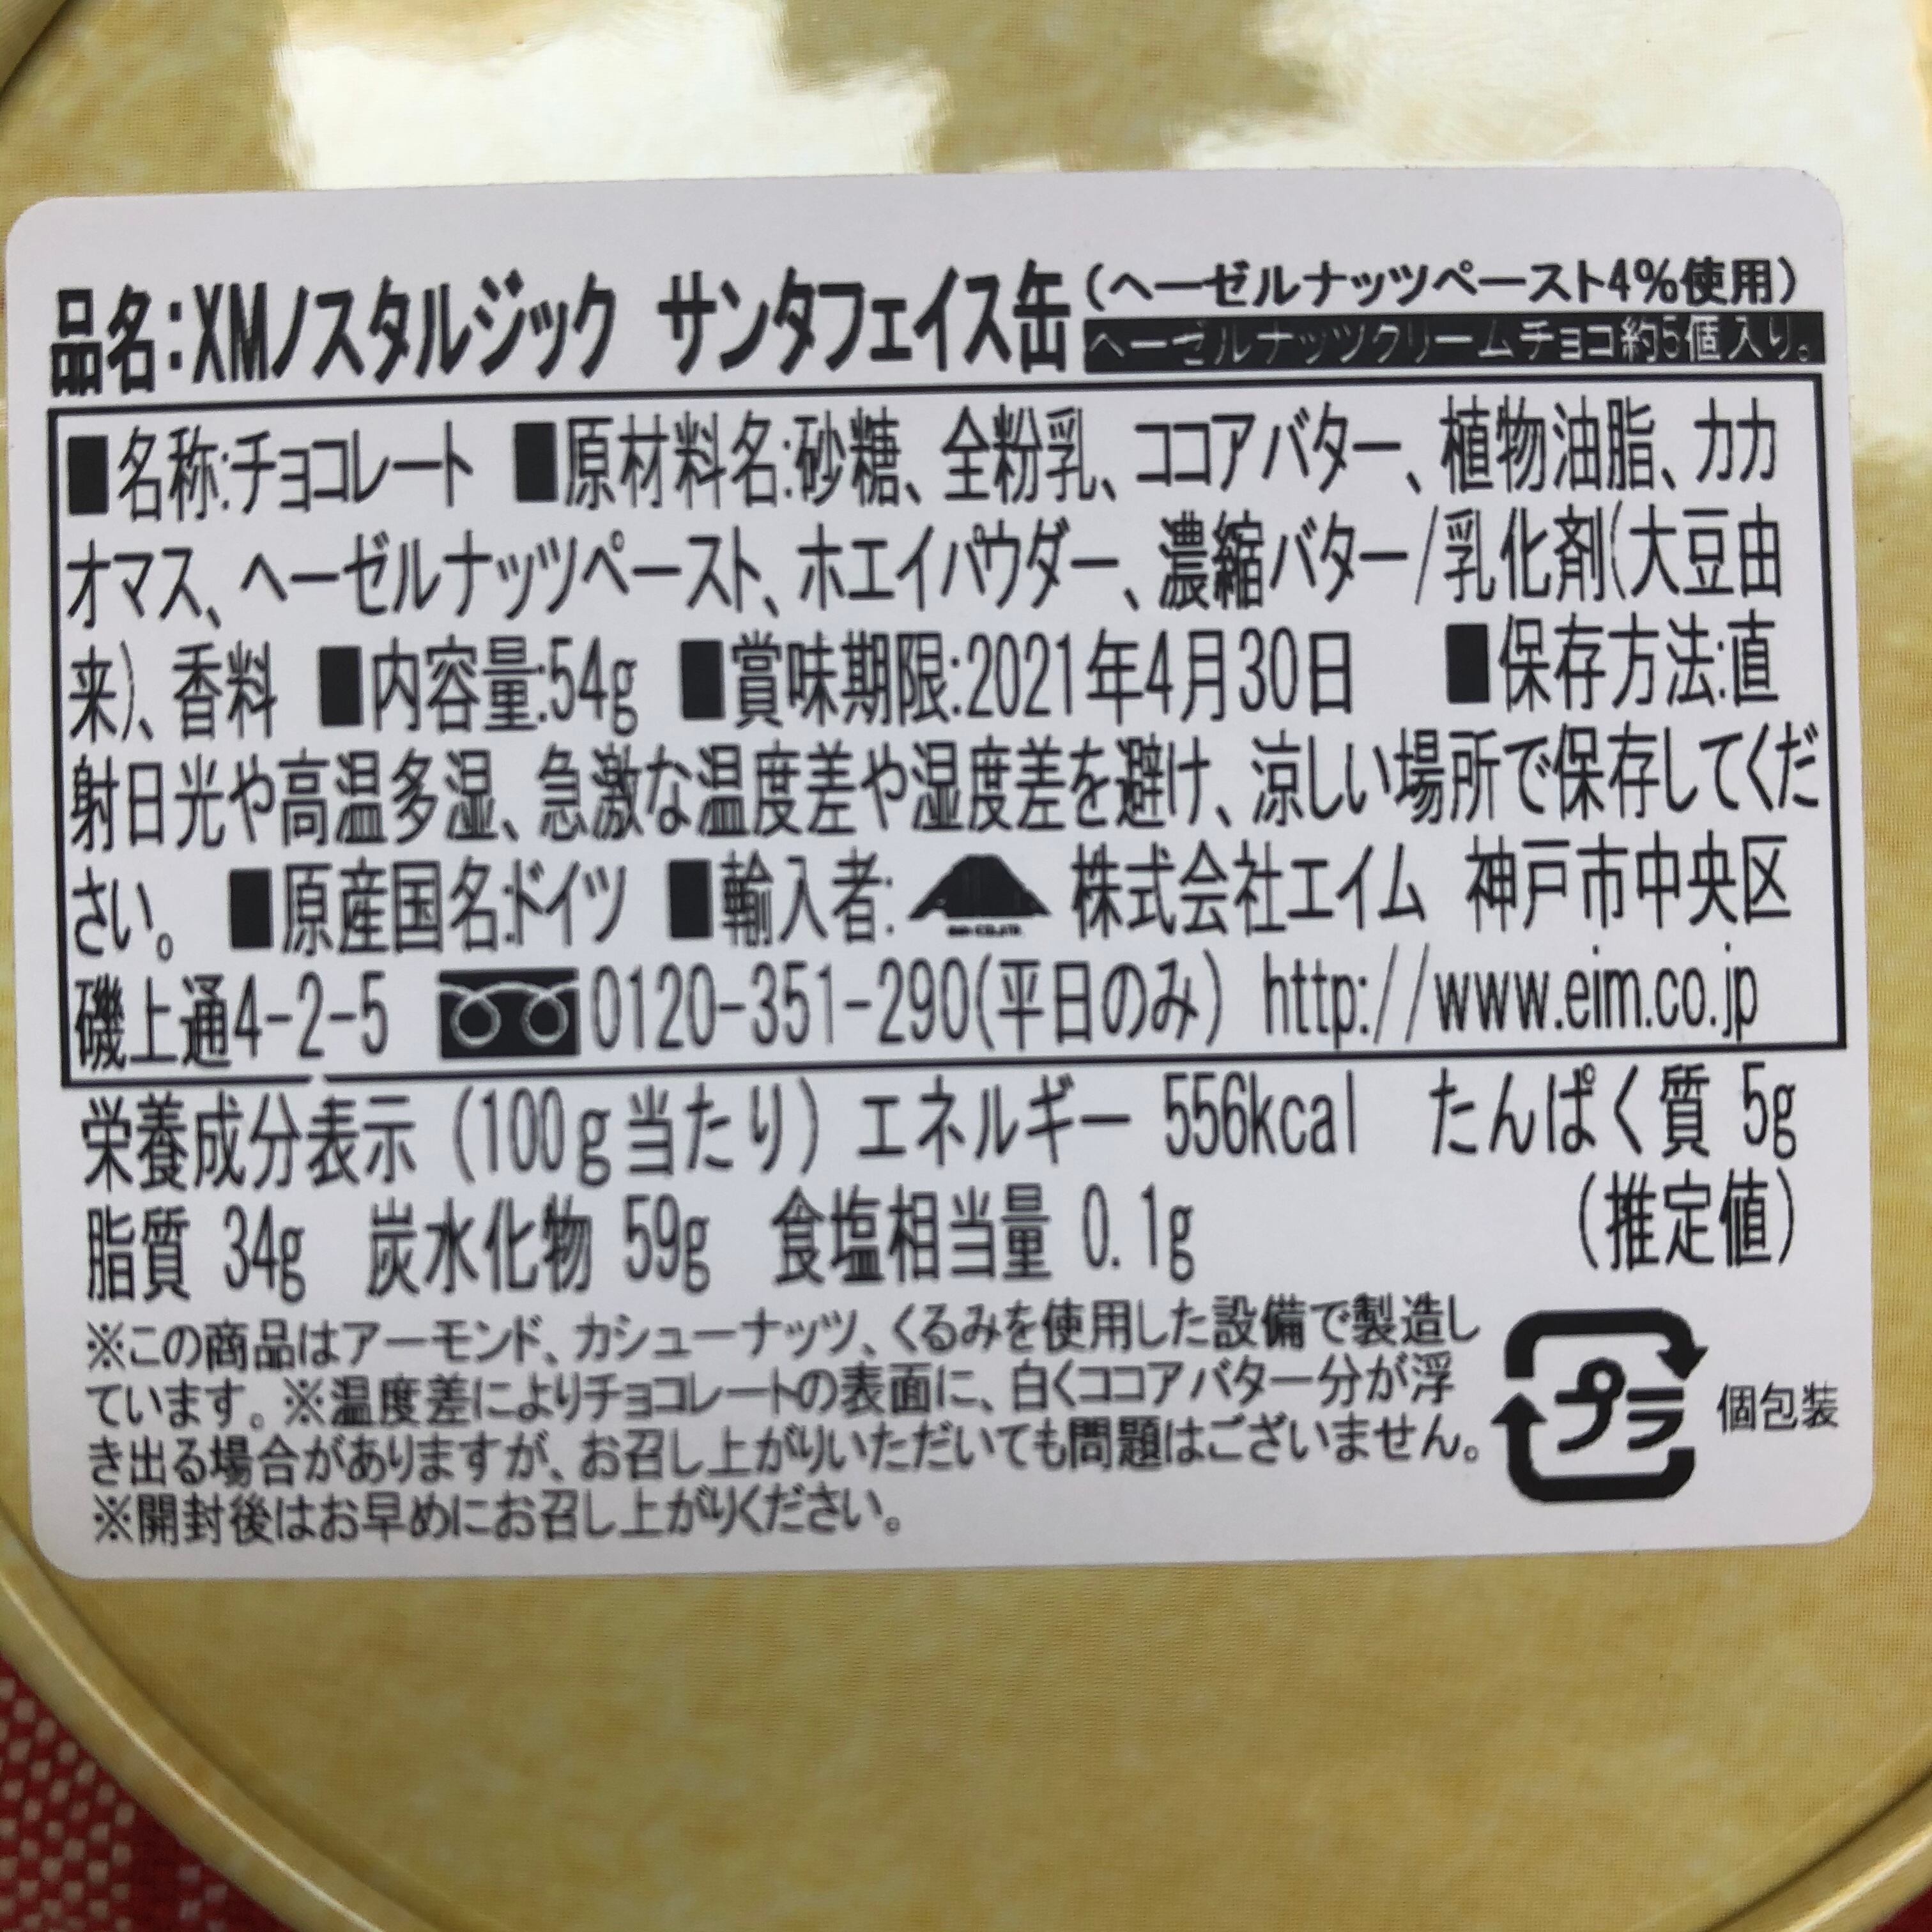 品名:XMノスタルジック サンタフェイス缶(ヘーゼルナッツペースト4%使用)
ヘーゼルナッツクリームチョコ約5個入り。
■名称:チョコレート ■原材料名:砂糖、全粉乳、ココアバター、植物油脂、カカ
オマス、ヘーゼルナッツペースト、ホエイパウダー、濃縮バター/乳化剤(大豆由
来)、香料 ■内容量:54g ■賞味期限:2021年4月30日 ■保存方法:直
射日光や高温多湿、急激な温度差や湿度差を避け、涼しい場所で保存してくだ
さい。 ■原産国名:ドイツ ■輸入者: 株式会社エイム 神戸市中央区
磯上通4-2-5 0120-351-290(平日のみ) http://www.eim.co.jp
栄養成分表示(100g当たり)エネルギー 556kcal たんぱく質 5g
脂質 34g 炭水化物 59g 食塩相当量 0.1g (推定値)
※この商品はアーモンド、カシューナッツ、くるみを使用した設備で製造し
ています。※温度差によりチョコレートの表面に、白くココアバター分が浮
き出る場合がありますが、お召し上がりいただいても問題はございません。
※開封後はお早めにお召し上がりください。
プラ 個包装